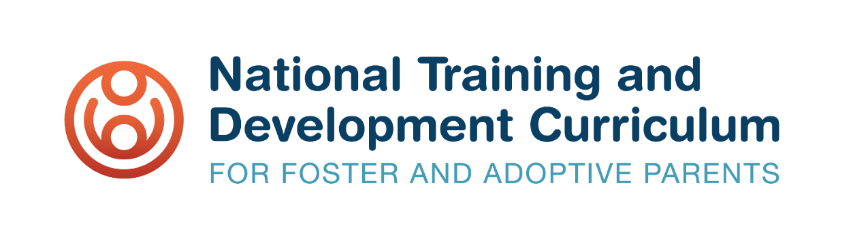 National Training and
Development Curriculum
FOR FOSTER AND ADOPTIVE PARENTS